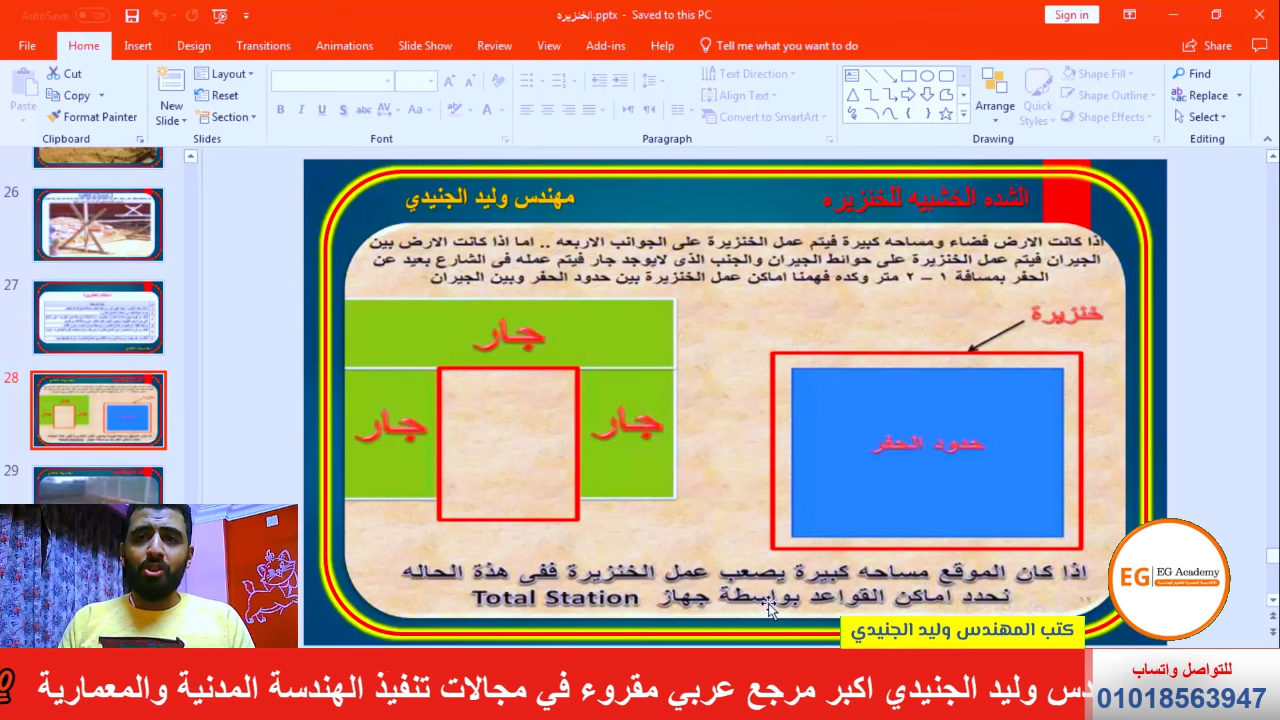 AutoSave Off
الخنزيره.pptx - Saved to this PC
Sign in
File Home Insert Design Transitions Animations Slide Show Review View Add-ins Help Tell me what you want to do Share
Paste Cut Copy Format Painter Clipboard
New Slide Layout Reset Section Slides
B I U S abc AV Aa A Font
Text Direction Align Text Convert to SmartArt Paragraph
Arrange Quick Styles Shape Fill Shape Outline Shape Effects Drawing
Find Replace Select Editing
26
27
28
29
الشده الخشبيه للخنزيره
مهندس وليد الجنيدي
اذا كانت الارض فضاء ومساحه كبيرة فيتم عمل الخنزيرة على الجوانب الاربعه .. اما اذا كانت الارض بين
الجيران فيتم عمل الخنزيرة على حوائط الجيران والجنب الذى لايوجد جار فيتم عمله فى الشارع بعيد عن
الحفر بمسافة ١ – ٢ متر وكده فهمنا اماكن عمل الخنزيرة بين حدود الحفر وبين الجيران
خنزيرة
جار
جار
جار
حدود الحفر
اذا كان الموقع مساحه كبيرة يصعب عمل الخنزيرة ففى هذة الحاله
نحدد اماكن القواعد بواسطة جهاز Total Station
EG
EG Academy
كتب المهندس وليد الجنيدي
دس وليد الجنيدي اكبر مرجع عربي مقروء في مجالات تنفيذ الهندسة المدنية والمعمارية
للتواصل واتساب
01018563947